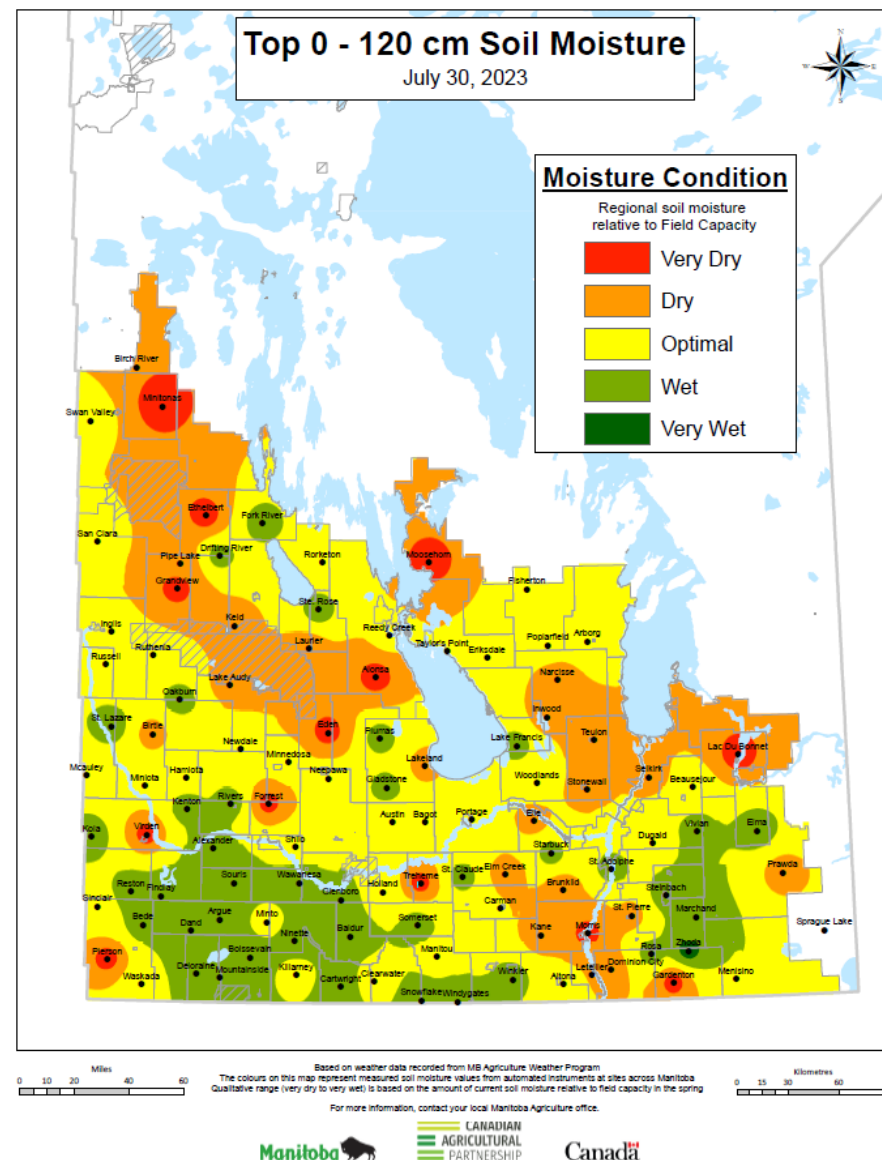 Top 0 - 120 cm Soil Moisture
July 30, 2023
N
W
E
S
Moisture Condition
Regional soil moisture
relative to Field Capacity
Very Dry
Dry
Optimal
Wet
Very Wet
Birch River
Minitonas
Swan Valley
Ethelbert
Fork River
San Clara
Drifting River
Pipe Lake
Rorketon
Moosehorn
Grandview
Fisherton
Ste. Rose
Keld
Inglis
Reedy Creek
Laurier
Taylor's Point
Eriksdale
Poplarfield
Arborg
Ruthenia
Russell
Lake Audy
Alonsa
Narcisse
Oakburn
St. Lazare
Birtle
Eden
Plumas
Inwood
Lake Francis
Teulon
Newdale
Minnedosa
Lakeland
Lac Du Bonnet
Mcauley
Miniota
Hamiota
Neepawa
Gladstone
Woodlands
Stonewall
Selkirk
Beausejour
Kenton
Rivers
Forrest
Austin
Bagot
Portage
Elie
Kola
Virden
Alexander
Shilo
Dugald
Vivian
Elma
Starbuck
St. Adolphe
Reston
Findlay
Souris
Wawanesa
Holland
Treherne
St. Claude
Elm Creek
Brunkild
Prawda
Steinbach
Sinclair
Glenboro
Carman
St. Pierre
Marchand
Bede
Dand
Argue
Minto
Ninette
Baldur
Somerset
Kane
Morris
Sprague Lake
Pierson
Boissevain
Manitou
Rosa
Zhoda
Waskada
Deloraine
Mountainside
Killarney
Cartwright
Clearwater
Winkler
Altona
Letellier
Dominion City
Gardenton
Menisino
Snowflake
Windygates
Miles
0 5 10 20 40 60
Based on weather data recorded from MB Agriculture Weather Program
The colours on this map represent measured soil moisture values from automated instruments at sites across Manitoba
Qualitative range (very dry to very wet) is based on the amount of current soil moisture relative to field capacity in the spring
For more information, contact your local Manitoba Agriculture office.
Kilometres
0 15 30 60
Manitoba
CANADIAN
AGRICULTURAL
PARTNERSHIP
Canada